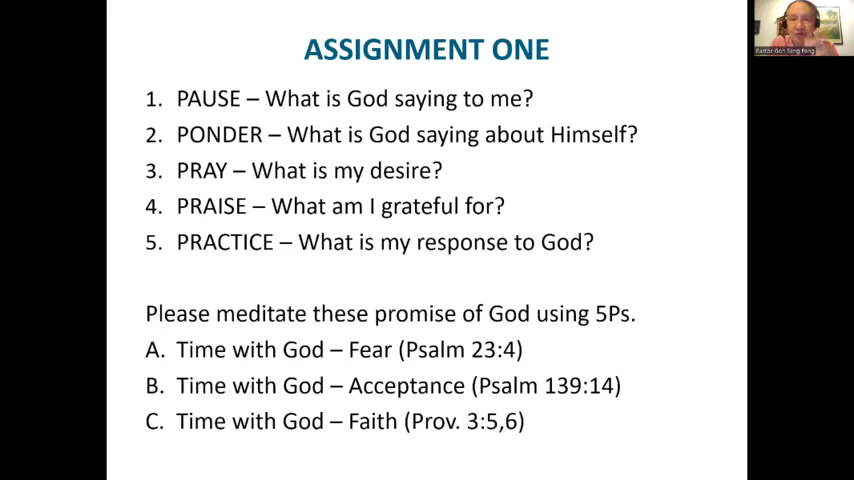 ASSIGNMENT ONE
1. PAUSE – What is God saying to me?
2. PONDER – What is God saying about Himself?
3. PRAY – What is my desire?
4. PRAISE – What am I grateful for?
5. PRACTICE – What is my response to God?
Please meditate these promise of God using 5Ps.
A. Time with God – Fear (Psalm 23:4)
B. Time with God – Acceptance (Psalm 139:14)
C. Time with God – Faith (Prov. 3:5,6)
Pastor